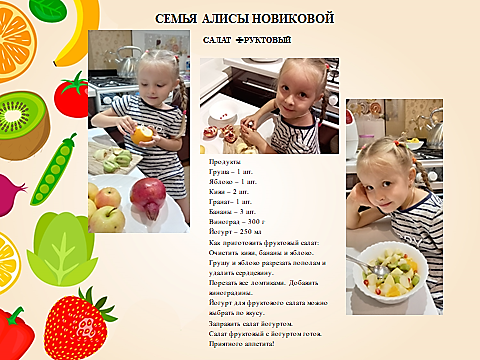 СЕМЬЯ АЛИСЫ НОВИКОВОЙ
САЛАТ ФРУКТОВЫЙ
Продукты
Груша – 1 шт.
Яблоко – 1 шт.
Киви – 2 шт.
Гранат– 1 шт.
Бананы – 3 шт.
Виноград – 300 г
Йогурт – 250 мл
Как приготовить фруктовый салат:
Очистить киви, бананы и яблоко.
Грушу и яблоко разрезать пополам и
удалить сердцевину.
Порезать все ломтиками. Добавить
виноградины.
Йогурт для фруктового салата можно
выбрать по вкусу.
Заправить салат йогуртом.
Салат фруктовый с йогуртом готов.
Приятного аппетита!